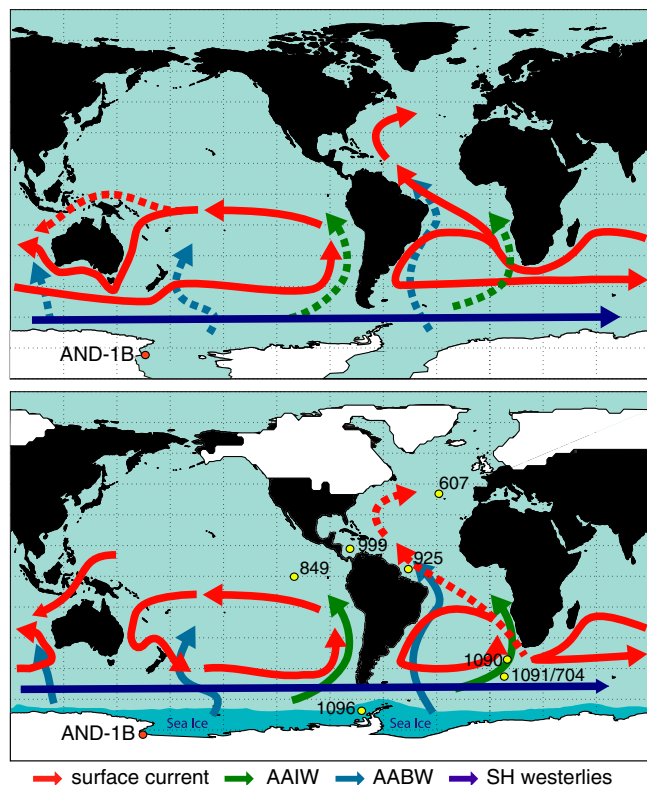 AND-1B
607
999
925
849
1090
1091/704
1096
Sea Ice
Sea Ice
AND-1B
surface current
AAIW
AABW
SH westerlies